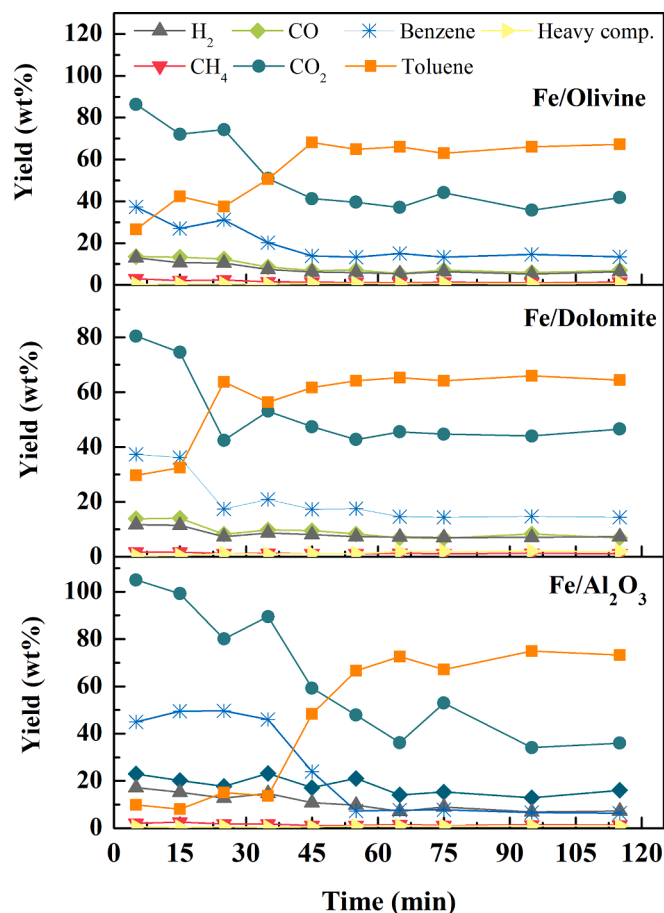 H₂ CO Benzene Heavy comp.
CH₄ CO₂ Toluene
Fe/Olivine
Yield (wt%)
120
100
80
60
40
20
0
Fe/Dolomite
Yield (wt%)
80
60
40
20
0
Fe/Al₂O₃
Yield (wt%)
100
80
60
40
20
0
0 15 30 45 60 75 90 105 120
Time (min)